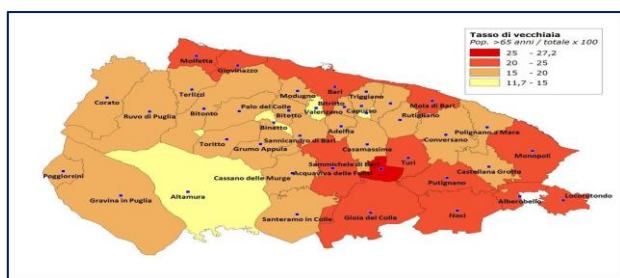 Tasso di vecchiaia
Pop. >65 anni / totale x 100
25 - 27,2
20 - 25
15 - 20
11,7 - 15
Molfetta
Giovinazzo
Bari
Corato
Terlizzi
Modugno
Bitritto
Triggiano
Mola di Bari
Ruvo di Puglia
Bitonto
Palo del Colle
Bitetto
Valenzano
Capurso
Rutigliano
Binetto
Adelfia
Polignano a Mare
Toritto
Sannicandro di Bari
Conversano
Grumo Appula
Casamassima
Monopoli
Sammichele di Bari
Turi
Castellana Grotte
Poggiorsini
Cassano delle Murge
Acquaviva delle Fonti
Altamura
Putignano
Gravina in Puglia
Locorotondo
Alberobello
Santeramo in Colle
Gioia del Colle
Noci